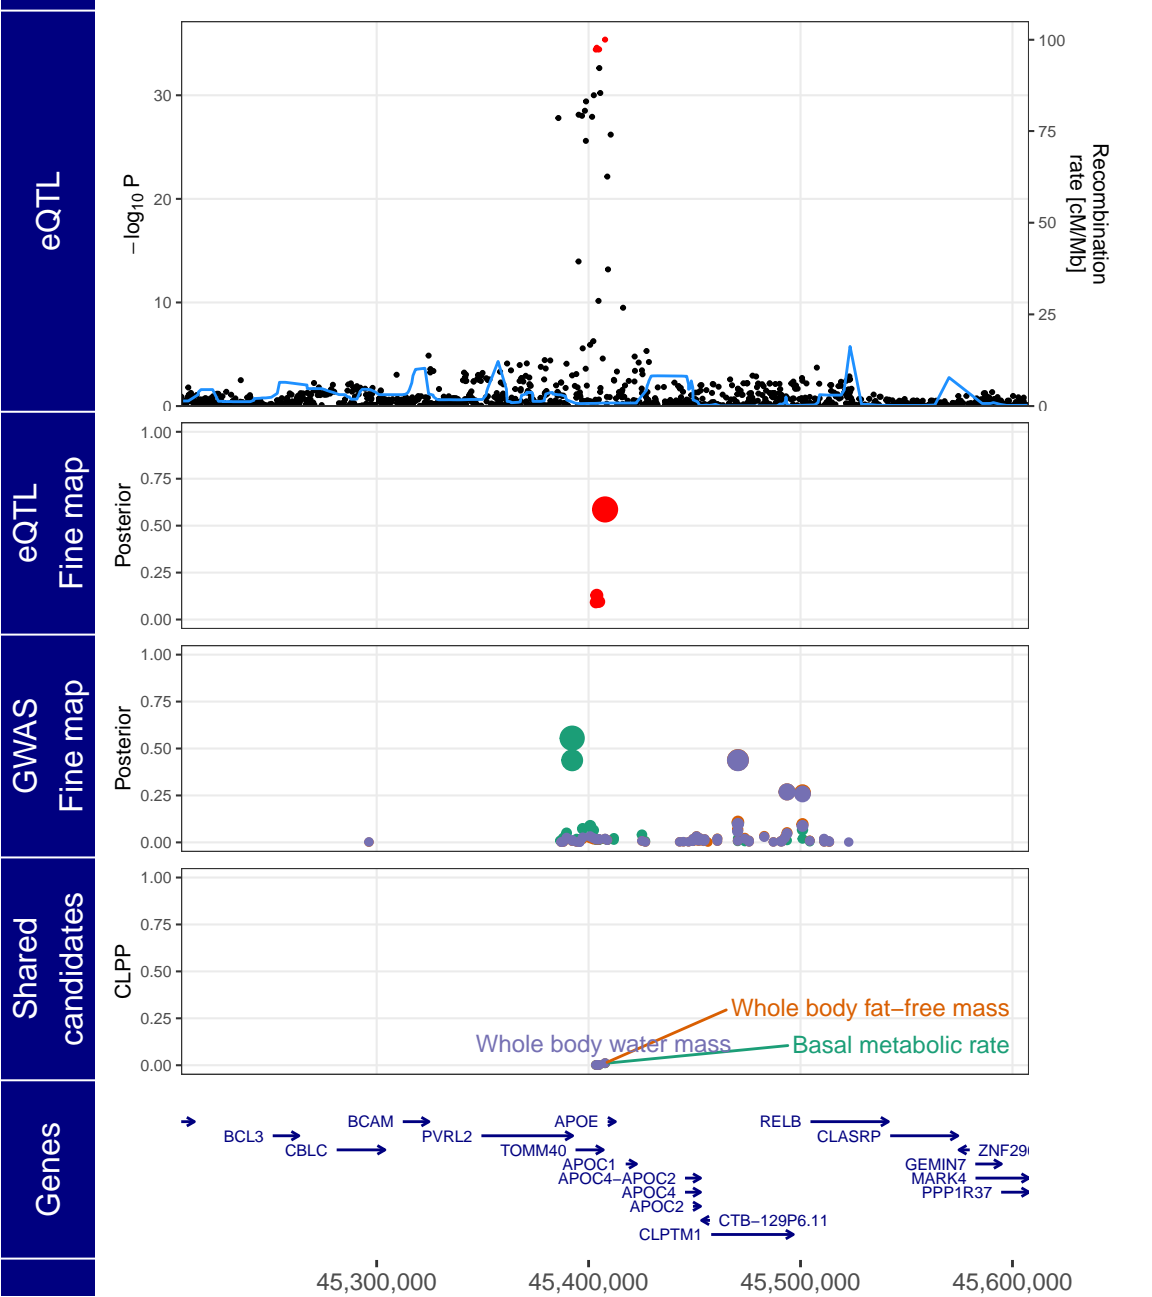 eQTL
−log10 P
30
20
10
0
100
75
50
25
0
Recombination
rate [cM/Mb]
eQTL
Fine map
Posterior
1.00
0.75
0.50
0.25
0.00
GWAS
Fine map
Posterior
1.00
0.75
0.50
0.25
0.00
Shared
candidates
CLPP
1.00
0.75
0.50
0.25
0.00
Whole body fat−free mass
Whole body water mass
Basal metabolic rate
Genes
BCAM
APOE
RELB
BCL3
PVRL2
CLASRP
CBLC
TOMM40
ZNF296
APOC1
GEMIN7
APOC4−APOC2
MARK4
APOC4
PPP1R37
APOC2
CTB−129P6.11
CLPTM1
45,300,000
45,400,000
45,500,000
45,600,000